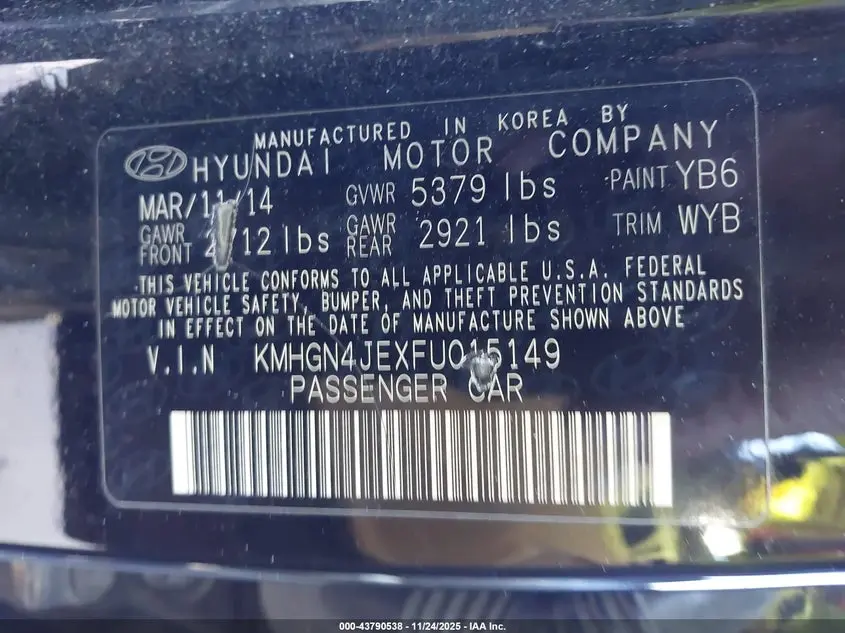 MANUFACTURED IN KOREA BY
HYUNDAI MOTOR COMPANY
MAR/11/14 GVWR 5379 lbs PAINT YB6
GAWR FRONT lbs GAWR REAR 2921 lbs TRIM WYB
THIS VEHICLE CONFORMS TO ALL APPLICABLE U.S.A. FEDERAL
MOTOR VEHICLE SAFETY, BUMPER, AND THEFT PREVENTION STANDARDS
IN EFFECT ON THE DATE OF MANUFACTURE SHOWN ABOVE
V.I.N KMHGN4JEXFU015149
PASSENGER CAR
000-43790538 - 11/24/2025 - IAA Inc.